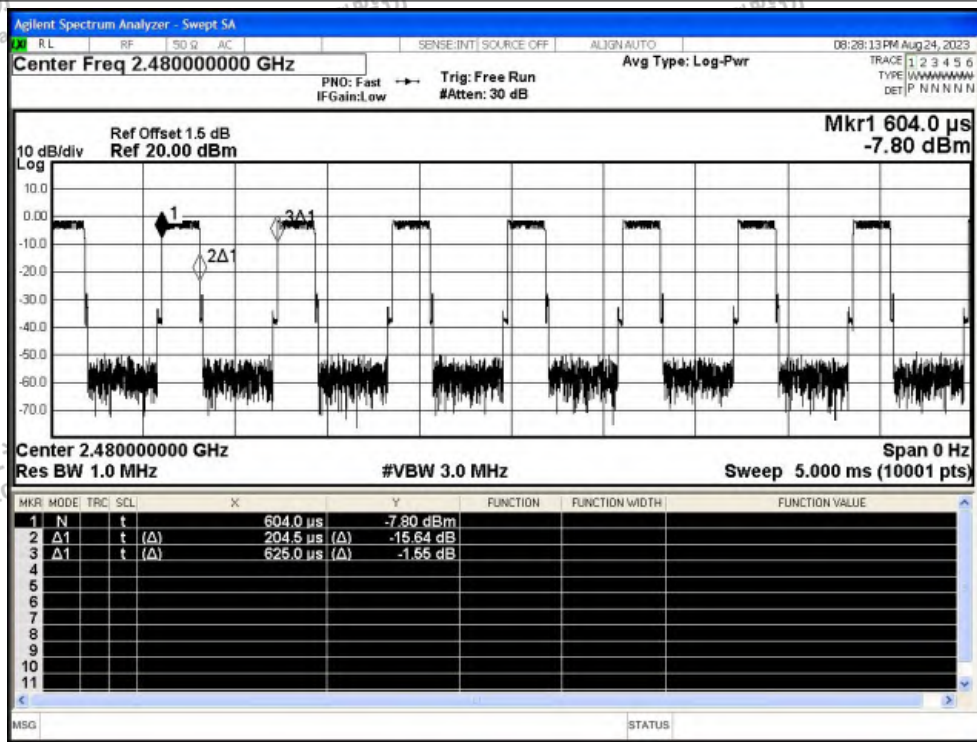 Agilent Spectrum Analyzer - Swept SA
RL RF 50 Ω AC SENSE:INT SOURCE OFF ALIGN AUTO 08:28:13 PM Aug 24, 2023
Center Freq 2.480000000 GHz
PNO: Fast
IFGain:Low
Trig: Free Run
#Atten: 30 dB
Avg Type: Log-Pwr
TRACE 1 2 3 4 5 6
TYPE WWWWWW
DET P N N N N N
Mkr1 604.0 µs
-7.80 dBm
Ref Offset 1.5 dB
10 dB/div Ref 20.00 dBm
Log
10.0
0.00
-10.0
-20.0
-30.0
-40.0
-50.0
-60.0
-70.0
1
2Δ1
3Δ1
Center 2.480000000 GHz Span 0 Hz
Res BW 1.0 MHz #VBW 3.0 MHz Sweep 5.000 ms (10001 pts)
MKR MODE TRC SCL X Y FUNCTION FUNCTION WIDTH FUNCTION VALUE
1 N t 604.0 µs -7.80 dBm
2 Δ1 t (Δ) 204.5 µs (Δ) -15.64 dB
3 Δ1 t (Δ) 625.0 µs (Δ) -1.55 dB
4
5
6
7
8
9
10
11
MSG STATUS